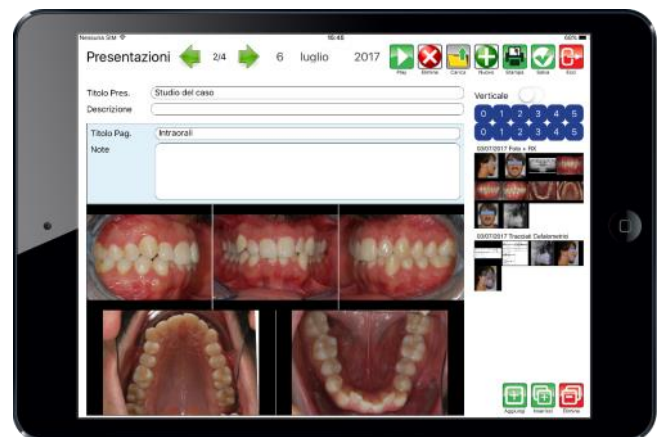 Nessuna SIM 16:46 60%
Presentazioni 2/4 6 luglio 2017
Play Elimina Carica Nuovo Stampa Salva Esci
Titolo Pres. Studio del caso
Descrizione
Verticale
0 1 2 3 4 5
0 1 2 3 4 5
Titolo Pag. Intraorali
Note
03/07/2017 Foto + RX
03/07/2017 Tracciati Cefalometrici
Aggiungi Inserisci Elimina